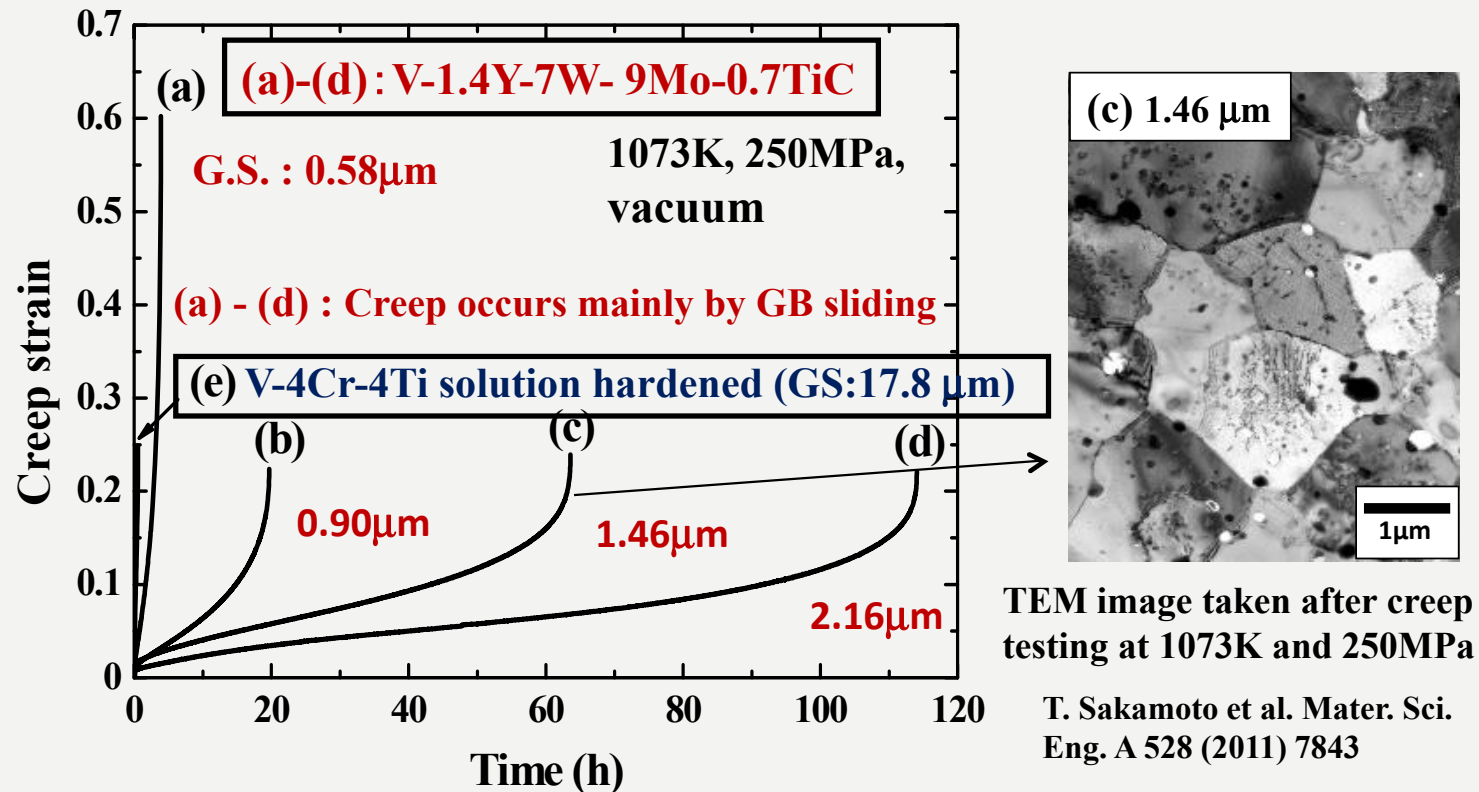 0.7
0.6
0.5
0.4
0.3
0.2
0.1
0
Creep strain
0
20
40
60
80
100
120
Time (h)
(a)
(a)-(d) : V-1.4Y-7W- 9Mo-0.7TiC
G.S. : 0.58μm
1073K, 250MPa,
vacuum
(a) - (d) : Creep occurs mainly by GB sliding
(e) V-4Cr-4Ti solution hardened (GS:17.8 μm)
(b)
(c)
(d)
0.90μm
1.46μm
2.16μm
(c) 1.46 μm
1μm
TEM image taken after creep
testing at 1073K and 250MPa
T. Sakamoto et al. Mater. Sci.
Eng. A 528 (2011) 7843